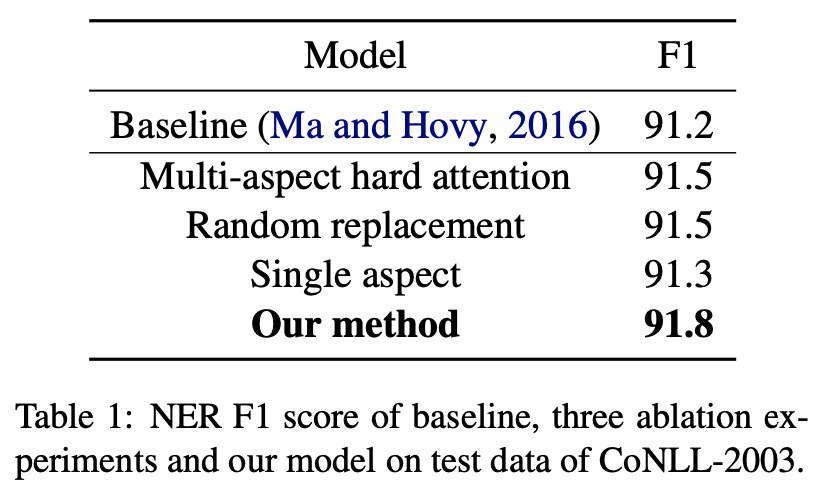 Model F1
Baseline (Ma and Hovy, 2016) 91.2
Multi-aspect hard attention 91.5
Random replacement 91.5
Single aspect 91.3
Our method 91.8
Table 1: NER F1 score of baseline, three ablation ex-
periments and our model on test data of CoNLL-2003.